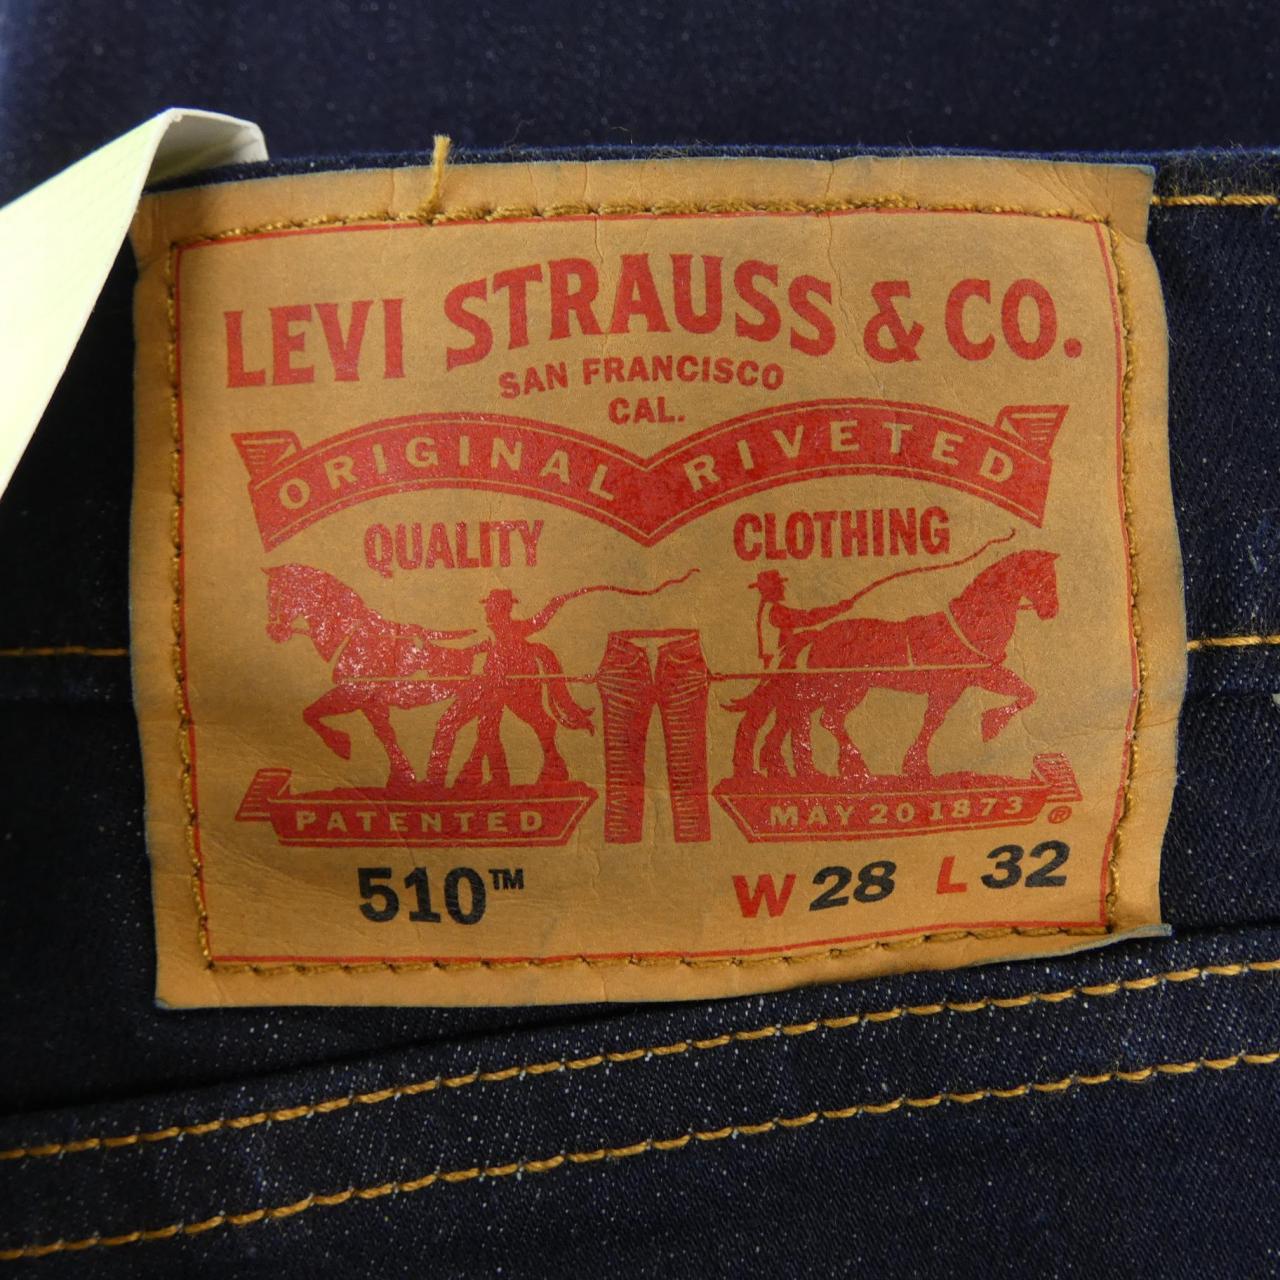 LEVI STRAUSS & CO.
SAN FRANCISCO
CAL.
ORIGINAL RIVETED
QUALITY CLOTHING
PATENTED MAY 20 1873 ®
510™ W 28 L 32